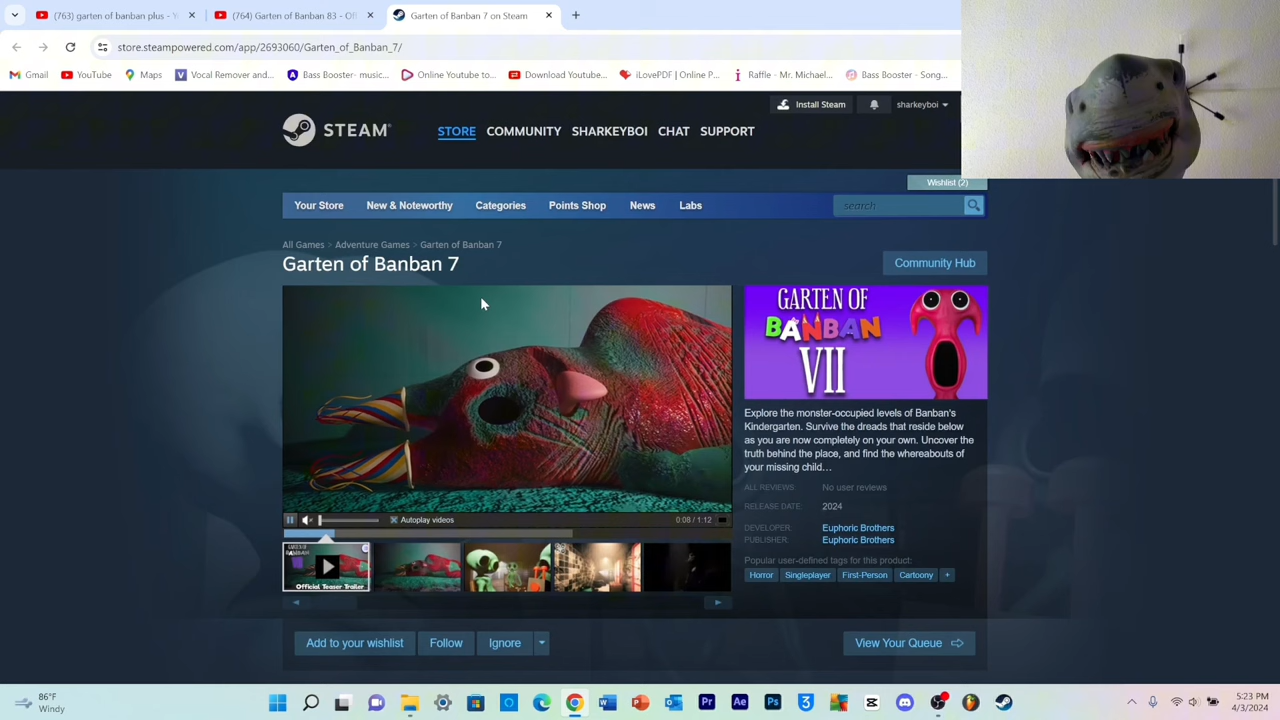 (763) garten of banban plus - Y
(764) Garten of Banban 83 - Off
Garten of Banban 7 on Steam
store.steampowered.com/app/2693060/Garten_of_Banban_7/
Gmail
YouTube
Maps
Vocal Remover and...
Bass Booster- music...
Online Youtube to...
Download Youtube...
iLovePDF | Online P...
Raffle - Mr. Michael...
Bass Booster - Song...
Install Steam
sharkeyboi
STEAM
STORE COMMUNITY SHARKEYBOI CHAT SUPPORT
Wishlist (2)
Your Store New & Noteworthy Categories Points Shop News Labs
search
All Games > Adventure Games > Garten of Banban 7
Garten of Banban 7
Community Hub
GARTEN OF
BANBAN
VII
Explore the monster-occupied levels of Banban's
Kindergarten. Survive the dreads that reside below
as you are now completely on your own. Uncover the
truth behind the place, and find the whereabouts of
your missing child…
ALL REVIEWS: No user reviews
RELEASE DATE: 2024
DEVELOPER: Euphoric Brothers
PUBLISHER: Euphoric Brothers
Popular user-defined tags for this product:
Horror Singleplayer First-Person Cartoony +
Autoplay videos
0:08 / 1:12
Official Teaser Trailer
Add to your wishlist Follow Ignore
View Your Queue
86°F
Windy
5:23 PM
4/3/2024